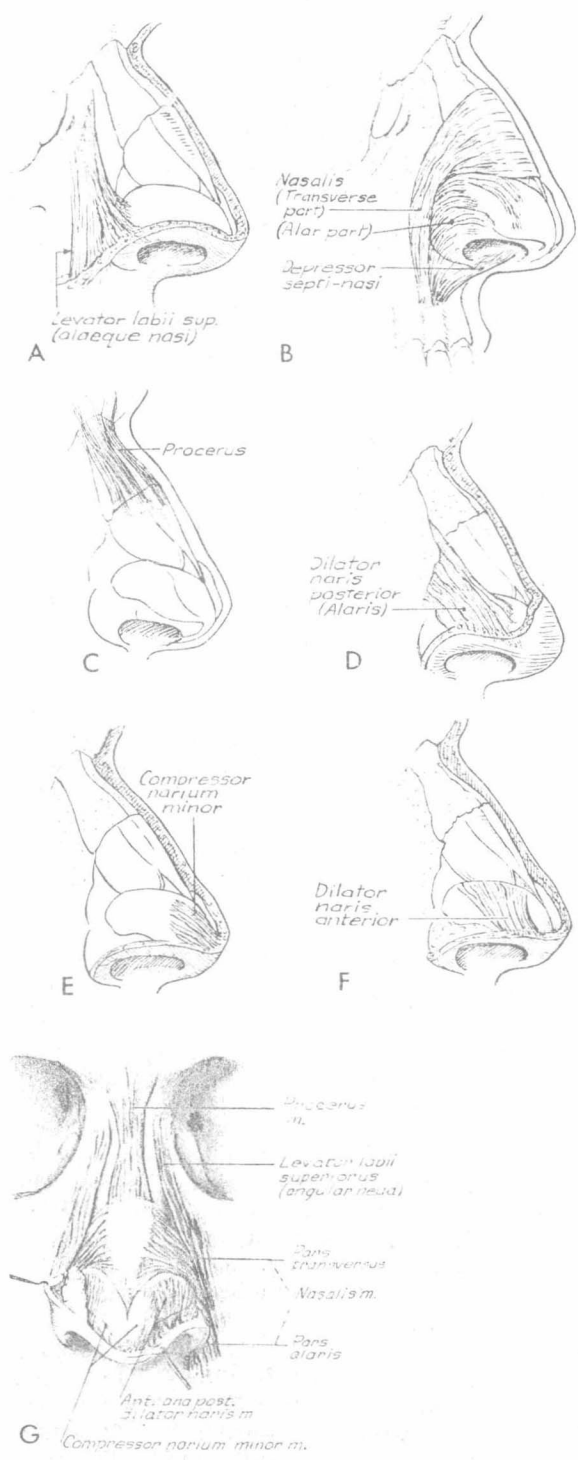 Levator labii sup.
(alaeque nasi)
A
Nasalis
(Transverse
part)
(Alar part)
Depressor
septi-nasi
B
Procerus
C
Dilator
naris
posterior
(Alaris)
D
Compressor
narium
minor
E
Dilator
naris
anterior
F
Procerus
m.
Levator labii
superiorus
(angular head)
Pars
transversus
Nasalis m.
Pars
alaris
Ant. and post.
dilator naris m
Compressor narium minor m.
G